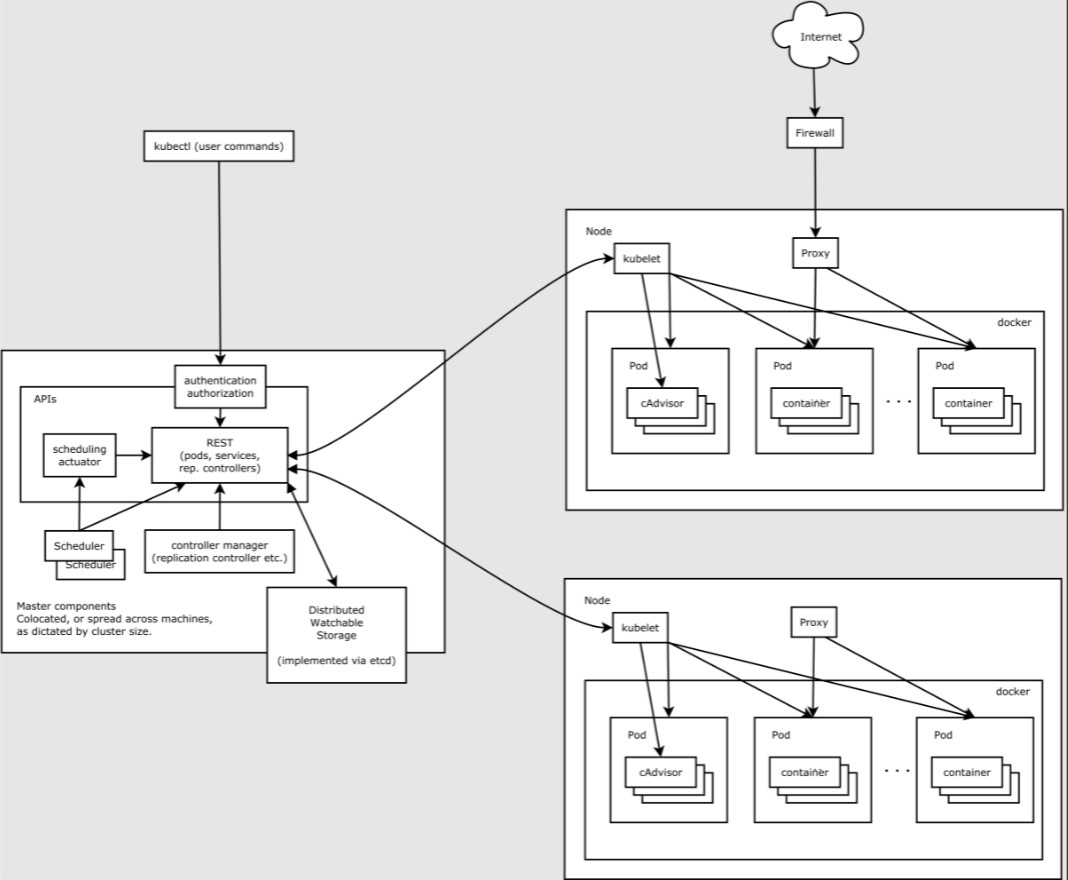 Internet
Firewall
kubectl (user commands)
Node
kubelet
Proxy
docker
Pod
Pod
Pod
cAdvisor
container
. . .
container
authentication
authorization
APIs
REST
(pods, services,
rep. controllers)
scheduling
actuator
Scheduler
Scheduler
controller manager
(replication controller etc.)
Master components
Colocated, or spread across machines,
as dictated by cluster size.
Distributed
Watchable
Storage
(implemented via etcd)
Node
kubelet
Proxy
docker
Pod
Pod
Pod
cAdvisor
container
. . .
container